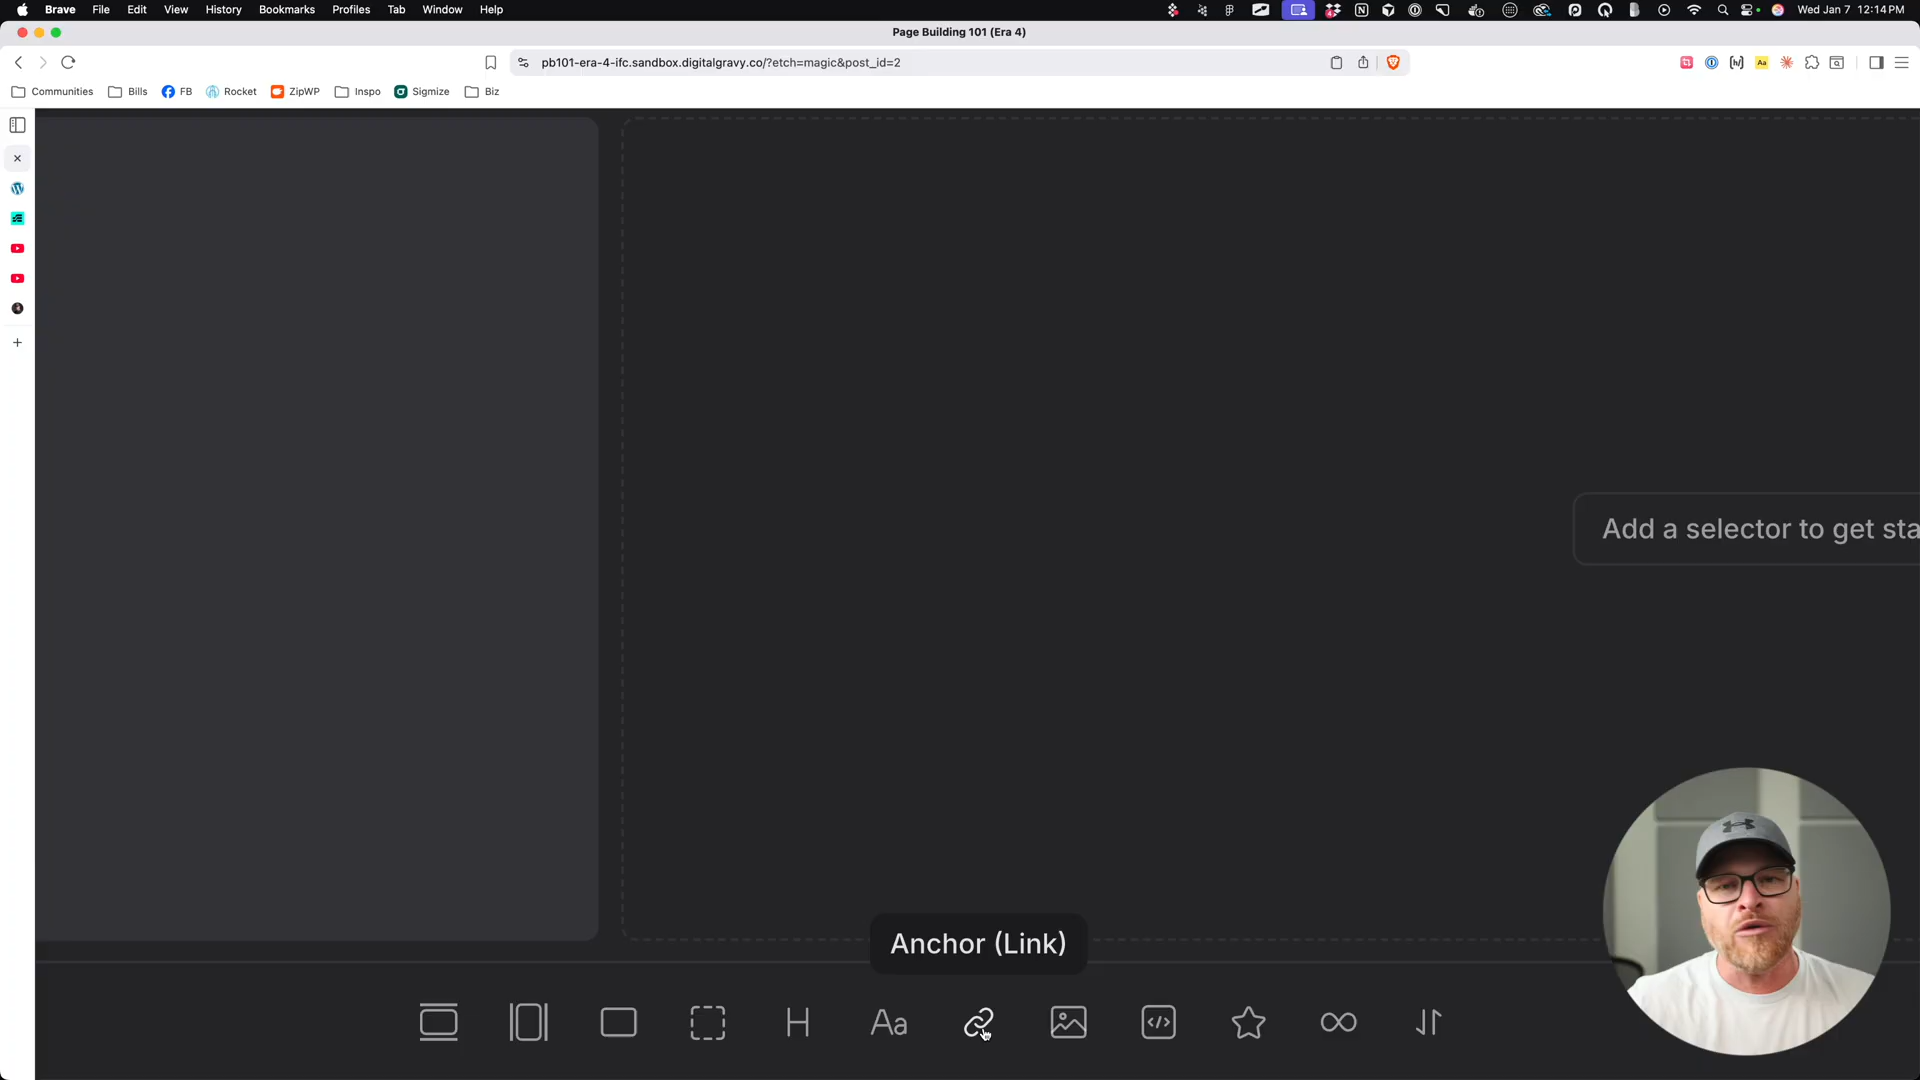 Brave File Edit View History Bookmarks Profiles Tab Window Help Wed Jan 7 12:14 PM
Page Building 101 (Era 4)
pb101-era-4-ifc.sandbox.digitalgravy.co/?etch=magic&post_id=2
Communities Bills FB Rocket ZipWP Inspo Sigmize Biz
Add a selector to get sta
Anchor (Link)
H Aa